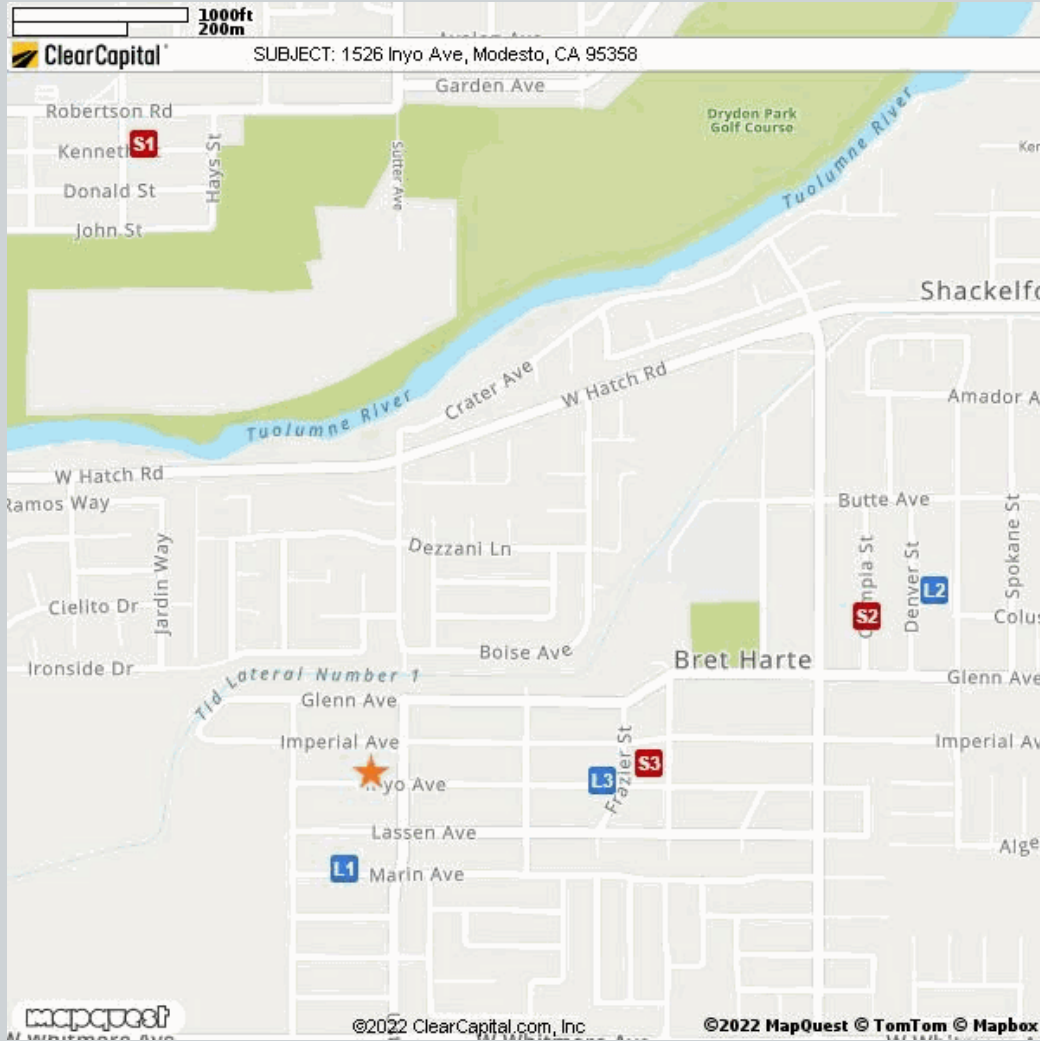 1000ft
200m
ClearCapital
SUBJECT: 1526 Inyo Ave, Modesto, CA 95358
Garden Ave
Robertson Rd
Dryden Park
Golf Course
S1
Hays St
Sutter Ave
Tuolumne River
Donald St
John St
Shackelfo
Crater Ave
W Hatch Rd
Amador A
Tuolumne River
W Hatch Rd
Ramos Way
Butte Ave
Jardin Way
Dezzani Ln
Denver St
Spokane St
L2
Cielito Dr
S2
Colus
Boise Ave
Bret Harte
Ironside Dr
Tid Lateral Number 1
Glenn Ave
Glenn Ave
Imperial Ave
Imperial Av
Frazier St
S3
L3
yo Ave
Lassen Ave
Alge
L1
Marin Ave
mapquest
©2022 ClearCapital.com, Inc
©2022 MapQuest © TomTom © Mapbox